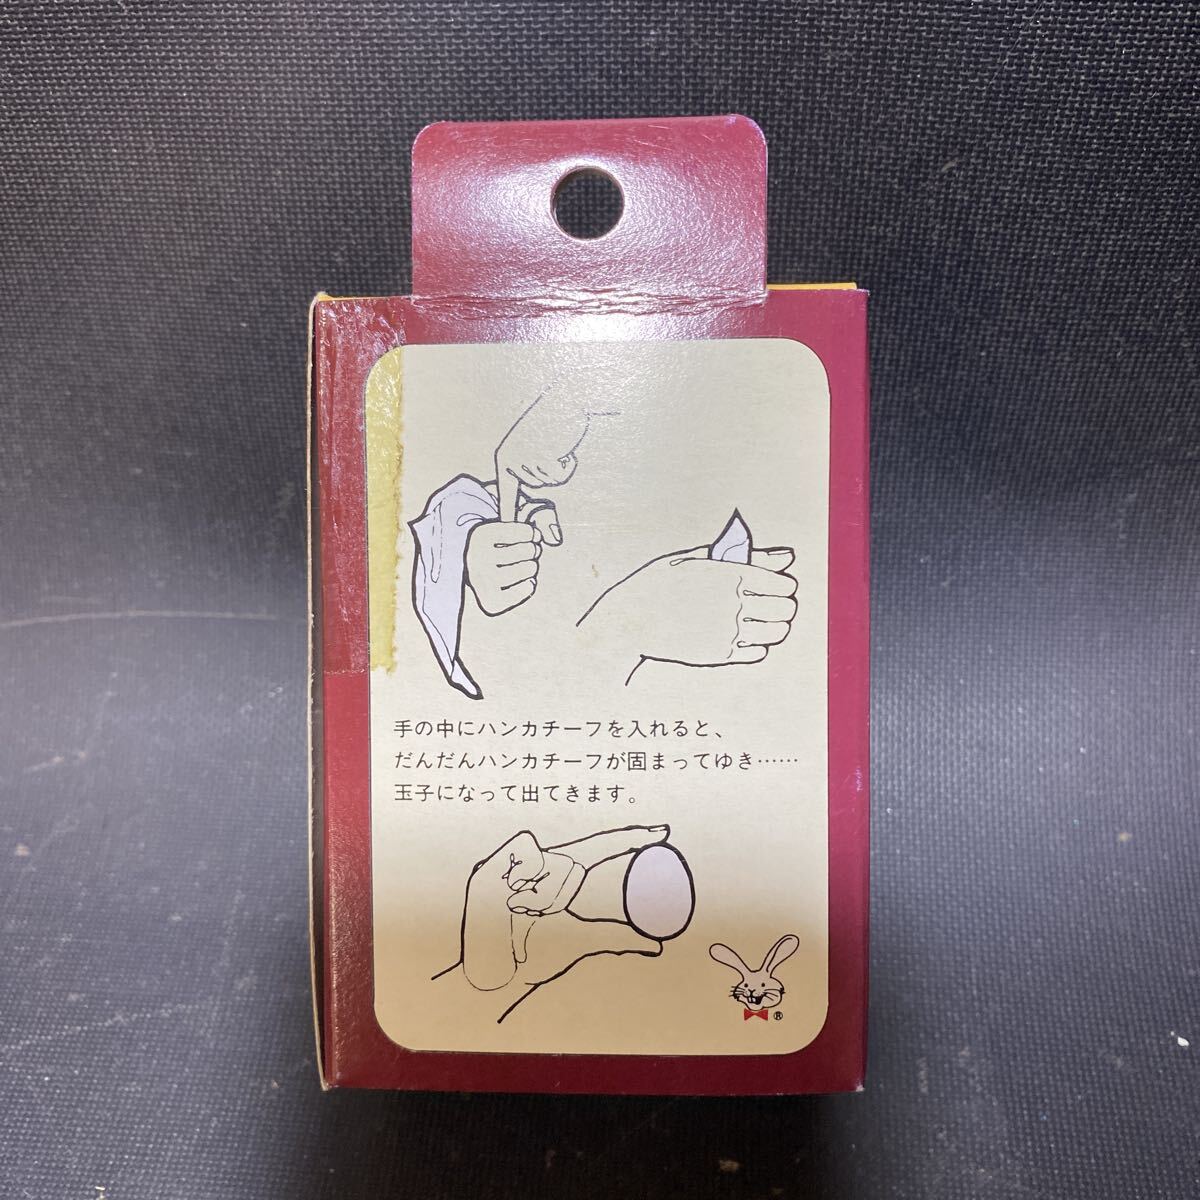 手の中にハンカチーフを入れると、
だんだんハンカチーフが固まってゆき……
玉子になって出てきます。
®